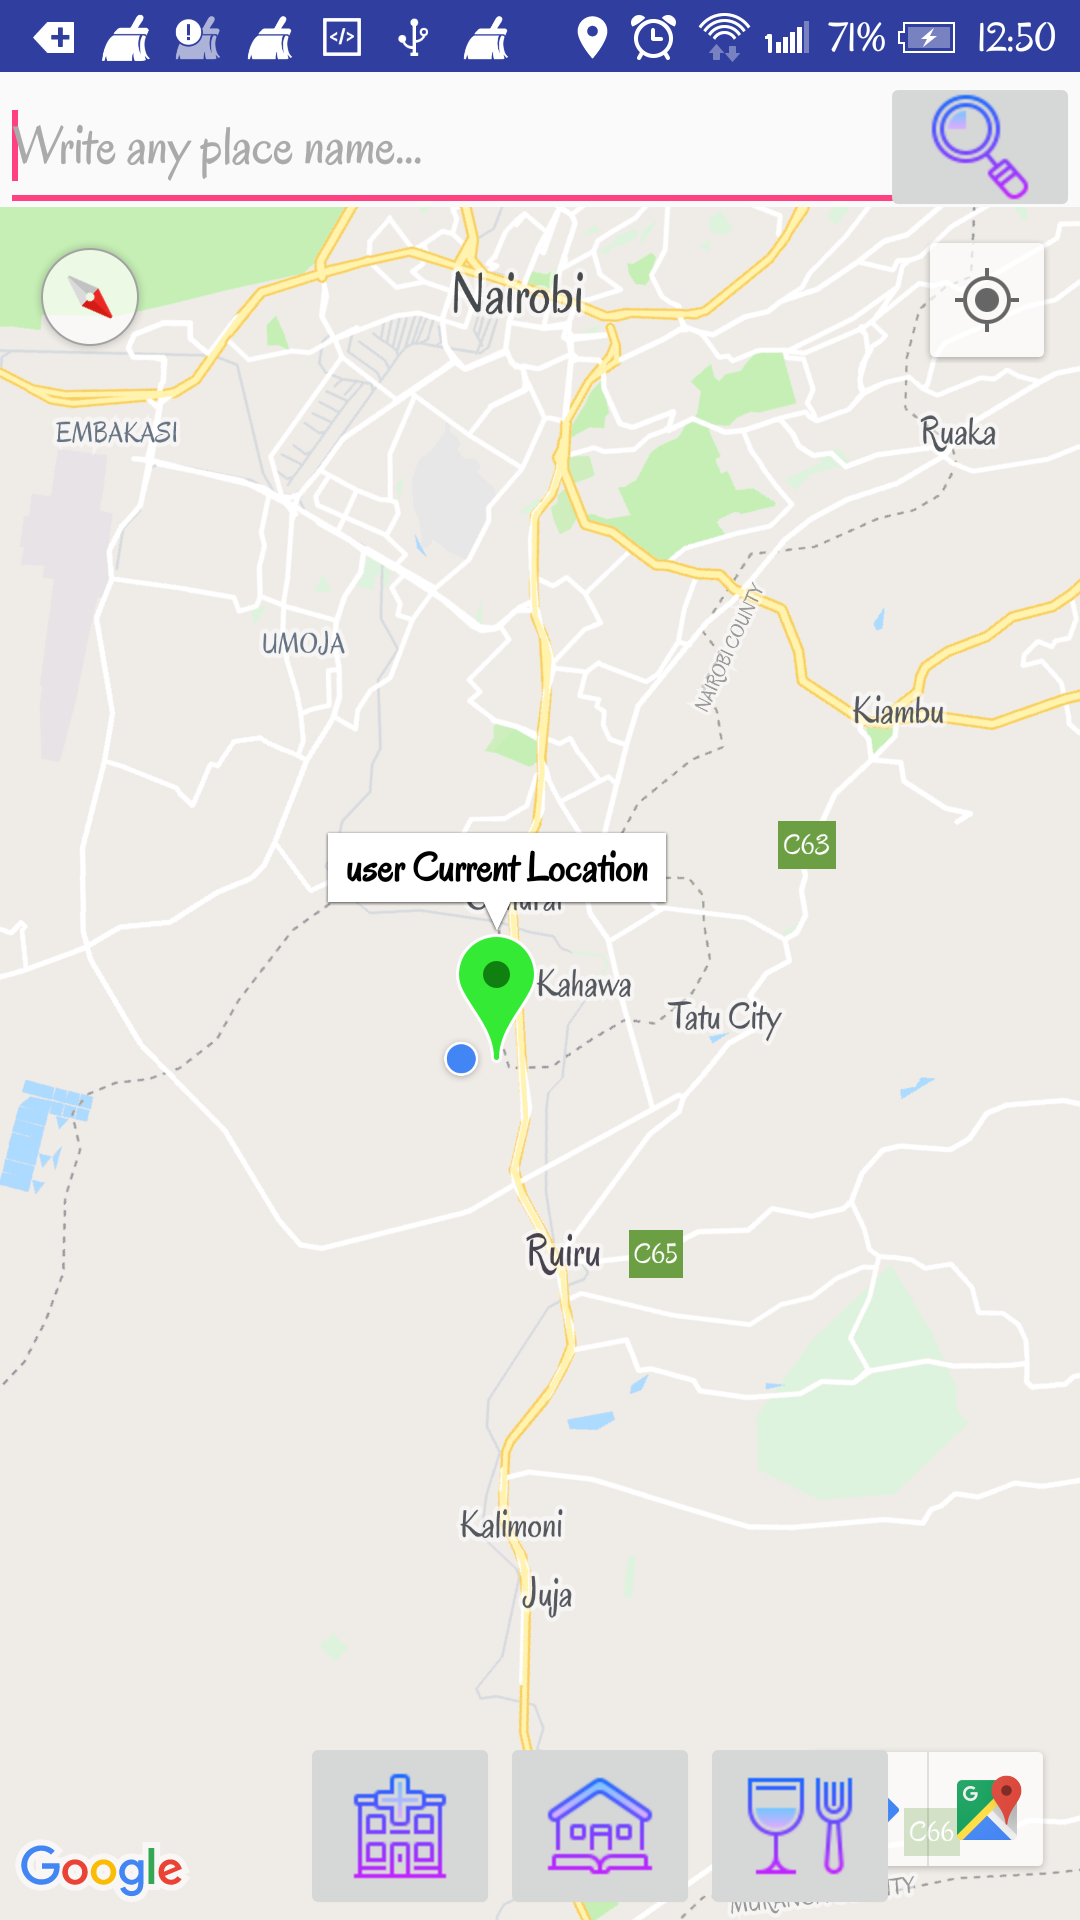 71% 12:50
Write any place name...
Nairobi
EMBAKASI
Ruaka
UMOJA
NAIROBI COUNTY
Kiambu
C63
user Current Location
Kahawa
Tatu City
Ruiru
C65
Kalimoni
Juja
C66
Google